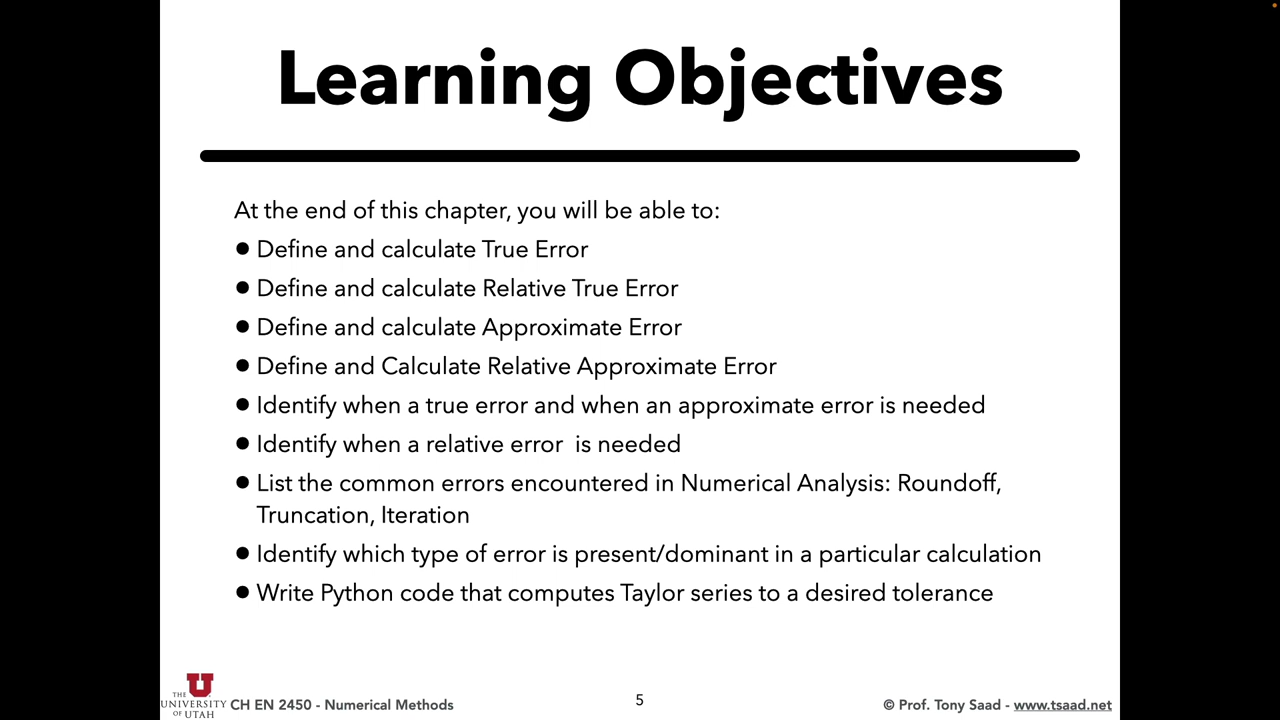 Learning Objectives
At the end of this chapter, you will be able to:
● Define and calculate True Error
● Define and calculate Relative True Error
● Define and calculate Approximate Error
● Define and Calculate Relative Approximate Error
● Identify when a true error and when an approximate error is needed
● Identify when a relative error  is needed
● List the common errors encountered in Numerical Analysis: Roundoff,
Truncation, Iteration
● Identify which type of error is present/dominant in a particular calculation
● Write Python code that computes Taylor series to a desired tolerance
U
THE
UNIVERSITY
OF UTAH
CH EN 2450 - Numerical Methods
5
© Prof. Tony Saad - www.tsaad.net